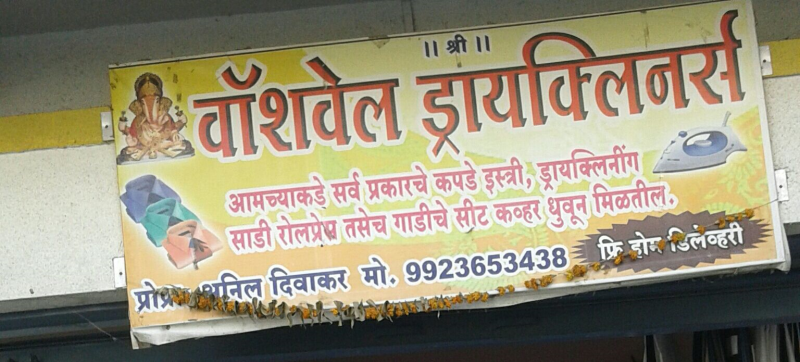 ॥ श्री ॥
वॉशवेल ड्रायक्लिनर्स
आमच्याकडे सर्व प्रकारचे कपडे इस्त्री, ड्रायक्लिनींग
साडी रोलप्रेस तसेच गाडीचे सीट कव्हर धुवून मिळतील.
फ्रि होम डिलेव्हरी
प्रोप्रा. अनिल दिवाकर मो. 9923653438